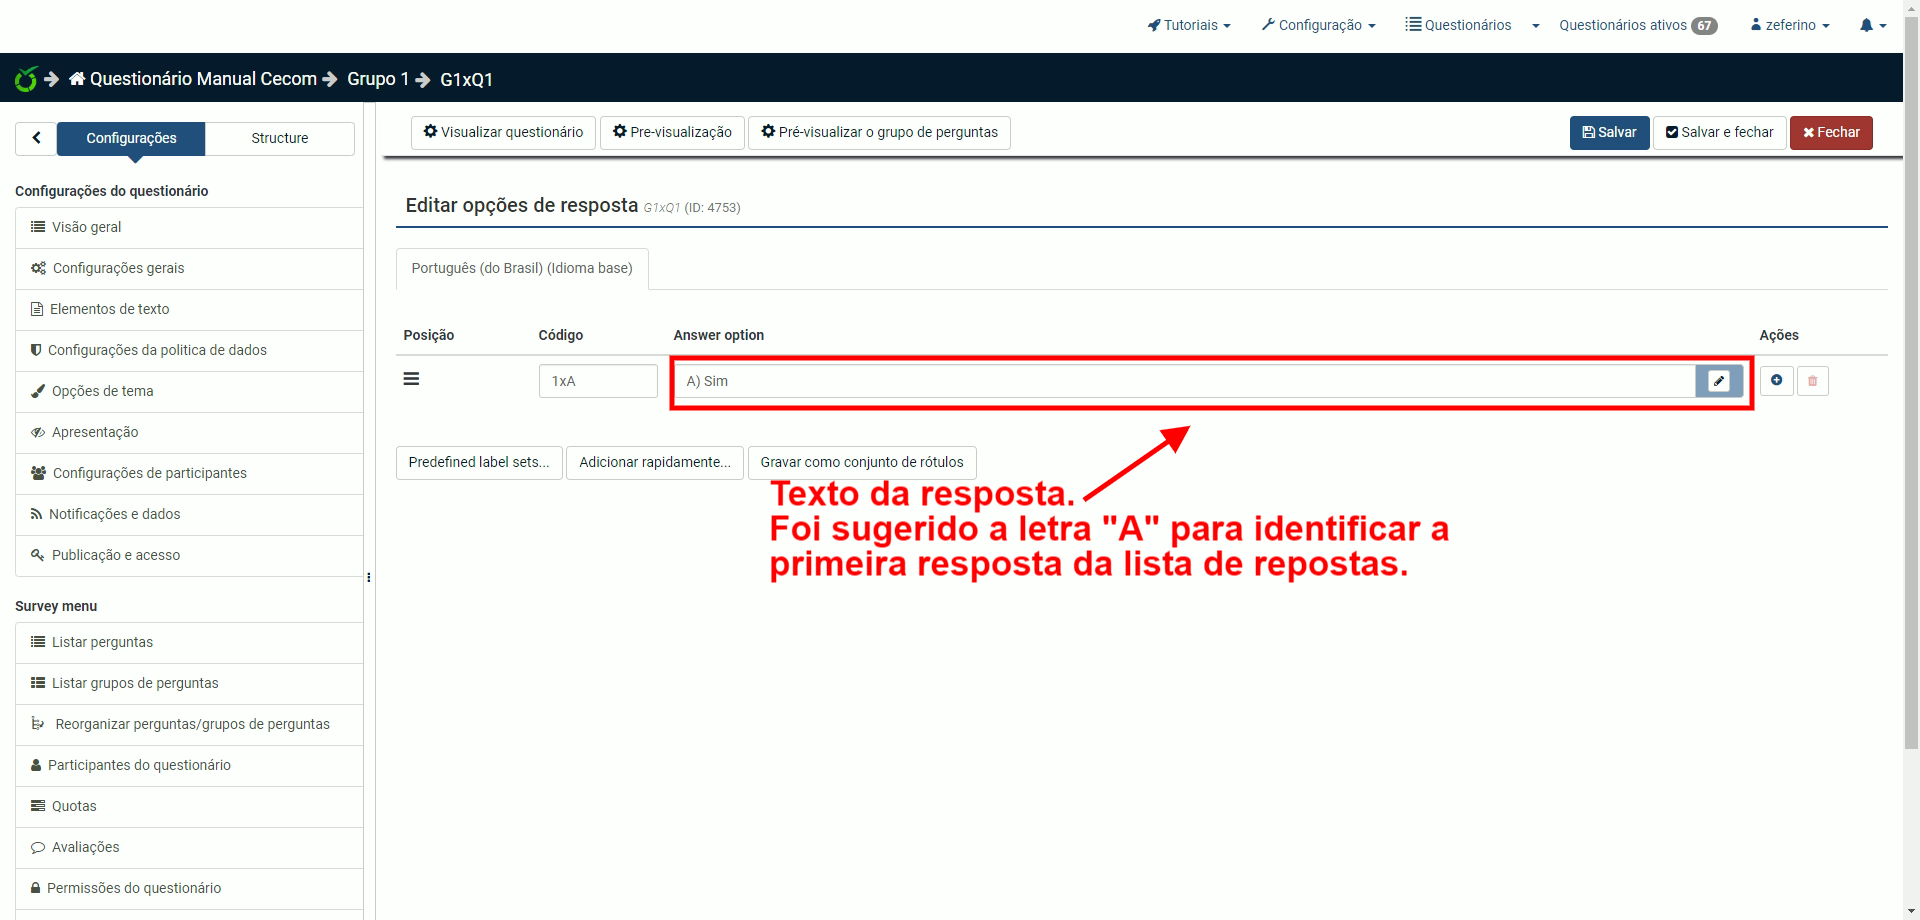 Tutoriais
Configuração
Questionários
Questionários ativos 67
zeferino
Questionário Manual Cecom
Grupo 1
G1xQ1
Configurações
Structure
Visualizar questionário
Pre-visualização
Pré-visualizar o grupo de perguntas
Salvar
Salvar e fechar
Fechar
Configurações do questionário
Visão geral
Configurações gerais
Elementos de texto
Configurações da politica de dados
Opções de tema
Apresentação
Configurações de participantes
Notificações e dados
Publicação e acesso
Survey menu
Listar perguntas
Listar grupos de perguntas
Reorganizar perguntas/grupos de perguntas
Participantes do questionário
Quotas
Avaliações
Permissões do questionário
Editar opções de resposta G1xQ1 (ID: 4753)
Português (do Brasil) (Idioma base)
Posição Código Answer option Ações
1xA A) Sim
Predefined label sets...
Adicionar rapidamente...
Gravar como conjunto de rótulos
Texto da resposta.
Foi sugerido a letra "A" para identificar a
primeira resposta da lista de repostas.